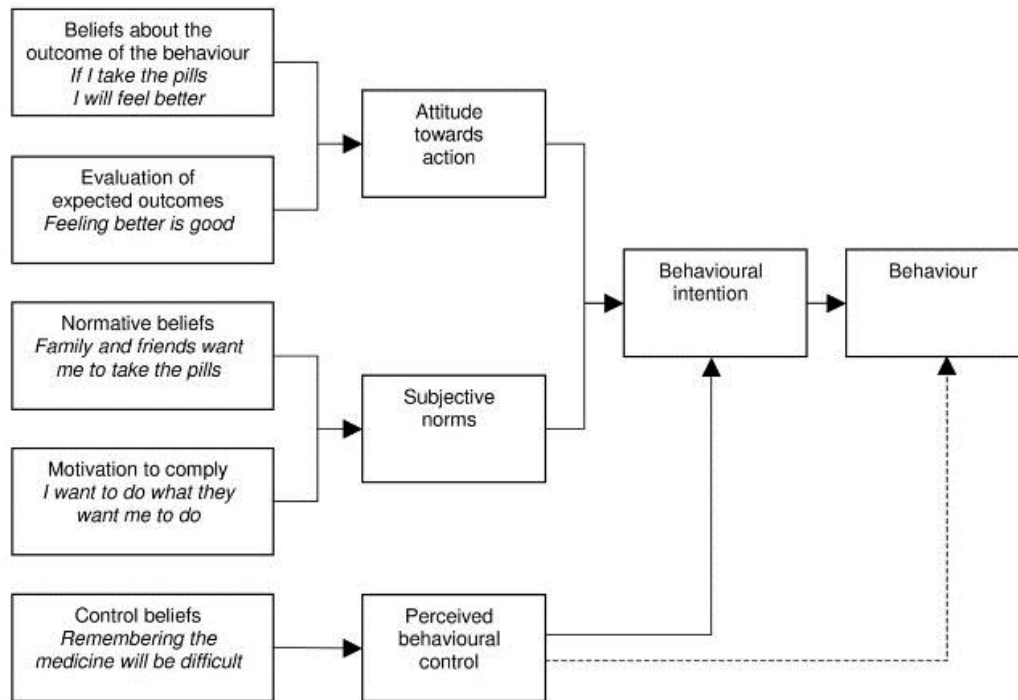 Beliefs about the
outcome of the behaviour
If I take the pills
I will feel better
Evaluation of
expected outcomes
Feeling better is good
Normative beliefs
Family and friends want
me to take the pills
Motivation to comply
I want to do what they
want me to do
Control beliefs
Remembering the
medicine will be difficult
Attitude
towards
action
Subjective
norms
Perceived
behavioural
control
Behavioural
intention
Behaviour